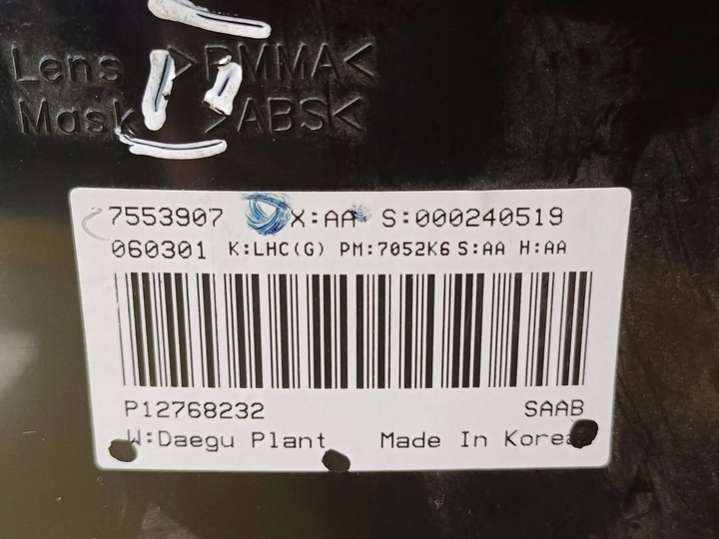 Lens >PMMA<
Mask >ABS<
7553907 X:AA S:000240519
060301 K:LHC(G) PM:7052K6 S:AA H:AA
P12768232 SAAB
W:Daegu Plant Made In Korea